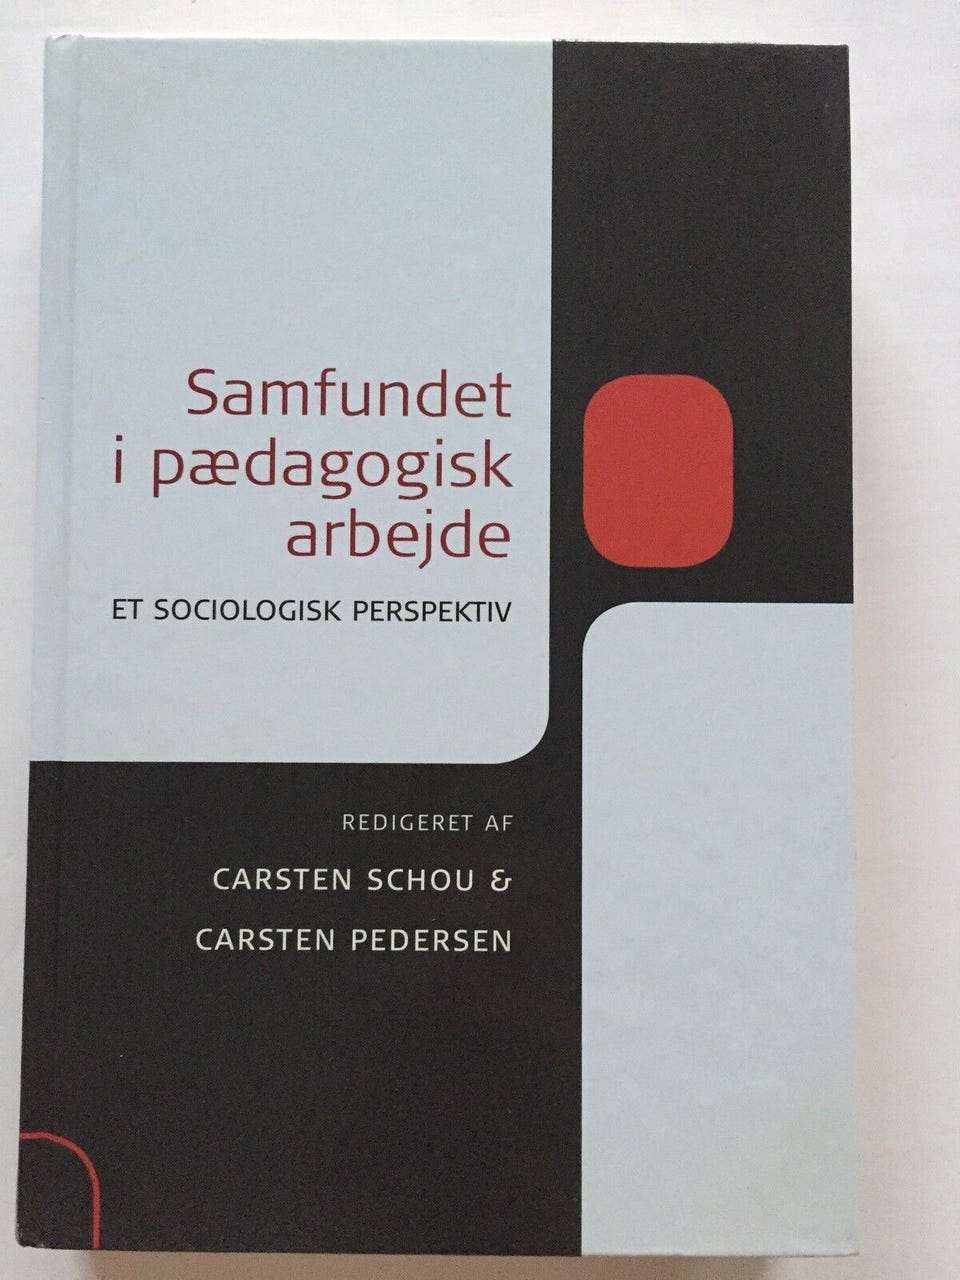 Samfundet
i pædagogisk
arbejde
ET SOCIOLOGISK PERSPEKTIV
REDIGERET AF
CARSTEN SCHOU &
CARSTEN PEDERSEN